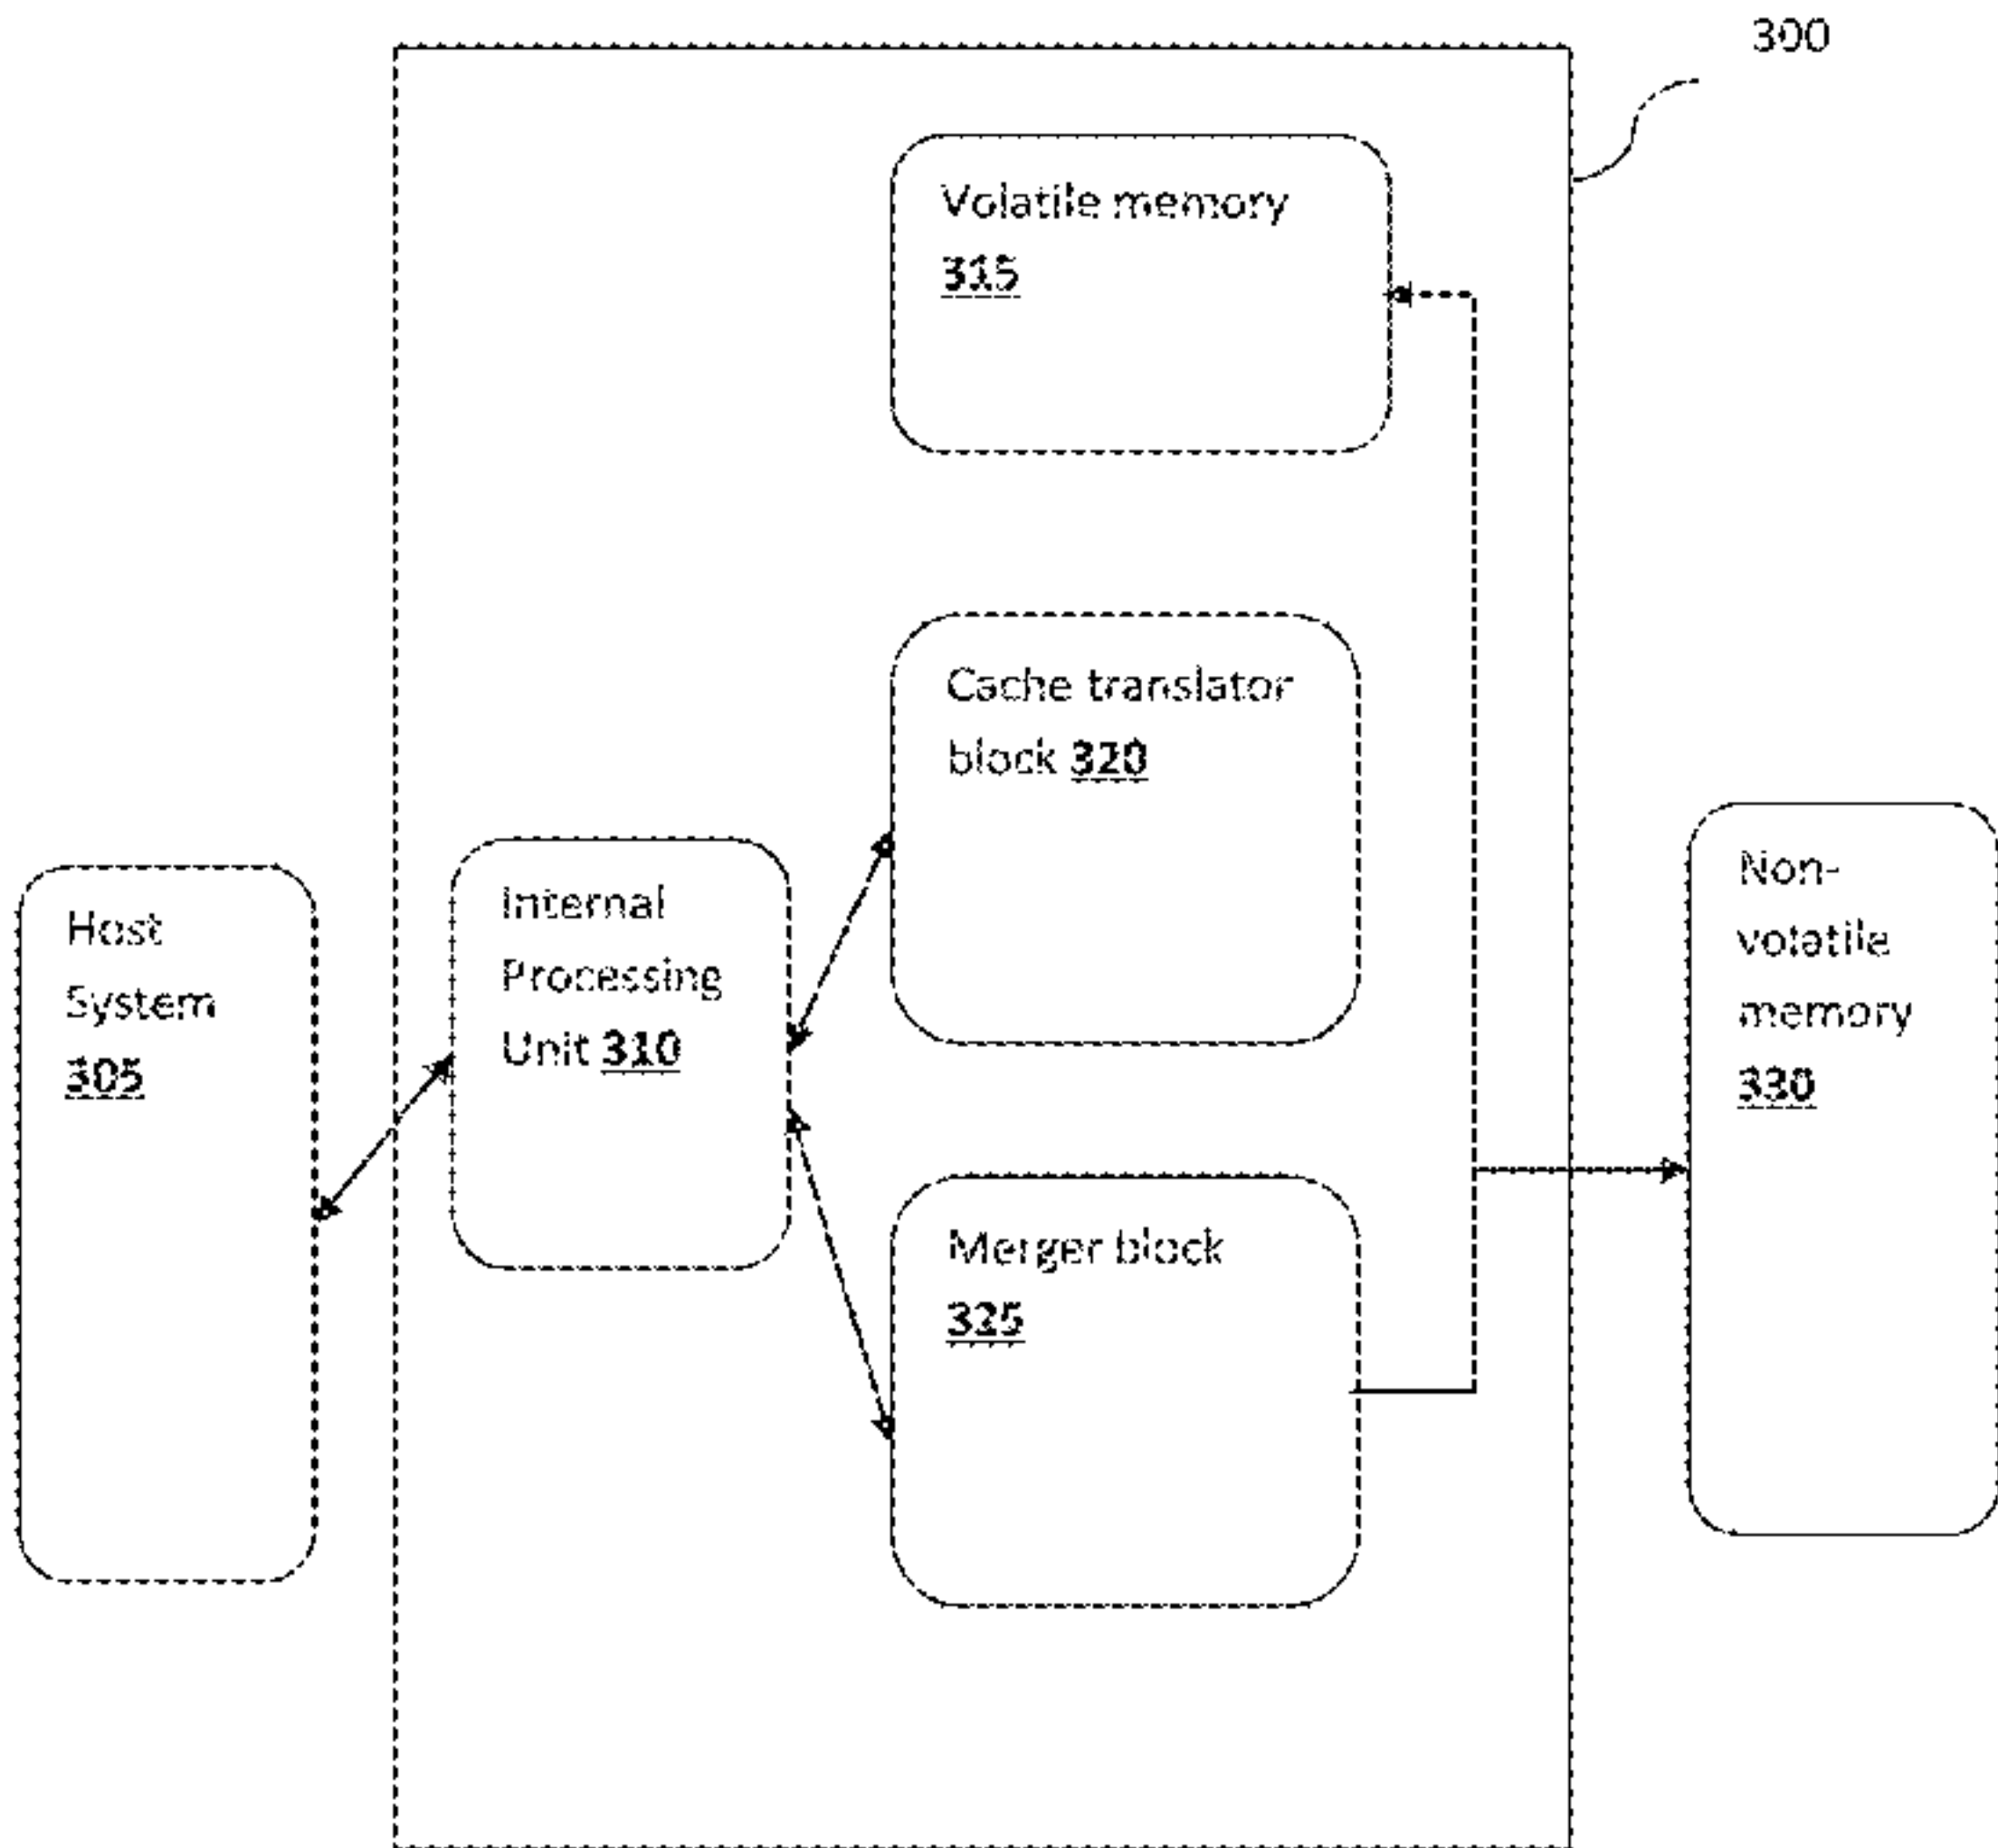 300
Volatile memory
315
Cache translator
block 320
Host
System
305
Internal
Processing
Unit 310
Non-
volatile
memory
330
Merger block
325